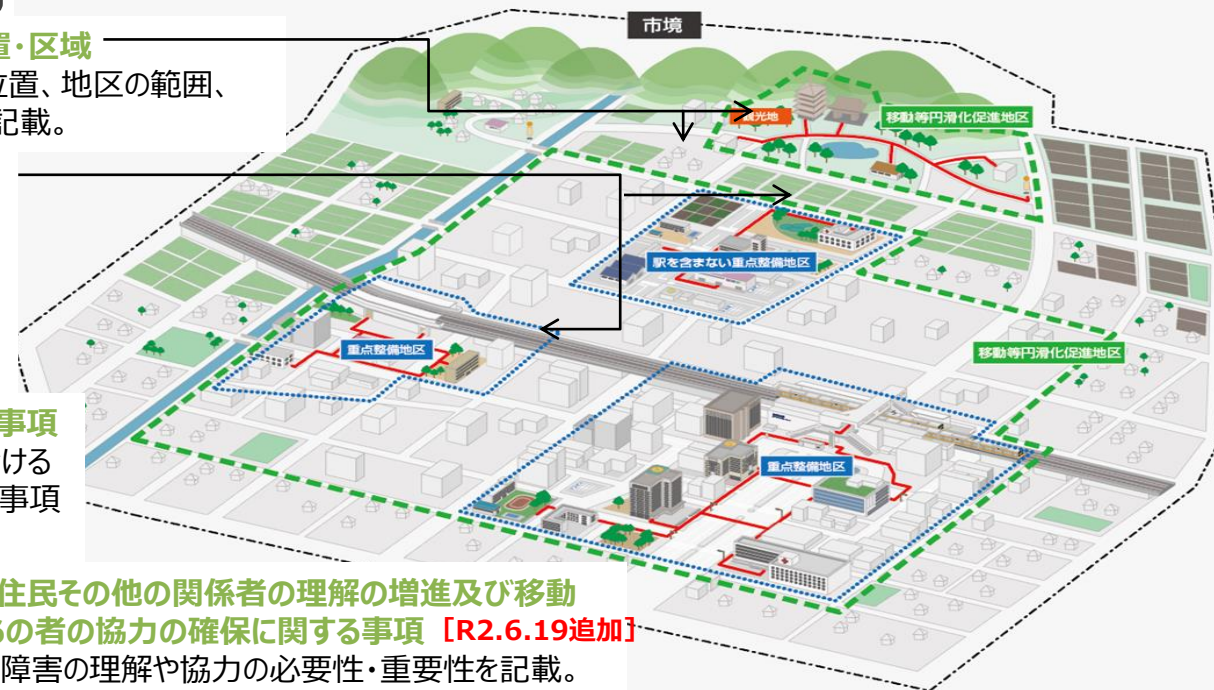 市境
置・区域
位置、地区の範囲、
記載。
観光地
移動等円滑化促進地区
駅を含まない重点整備地区
重点整備地区
移動等円滑化促進地区
事項
ける
事項
重点整備地区
住民その他の関係者の理解の増進及び移動
の者の協力の確保に関する事項［R2.6.19追加］
障害の理解や協力の必要性・重要性を記載。